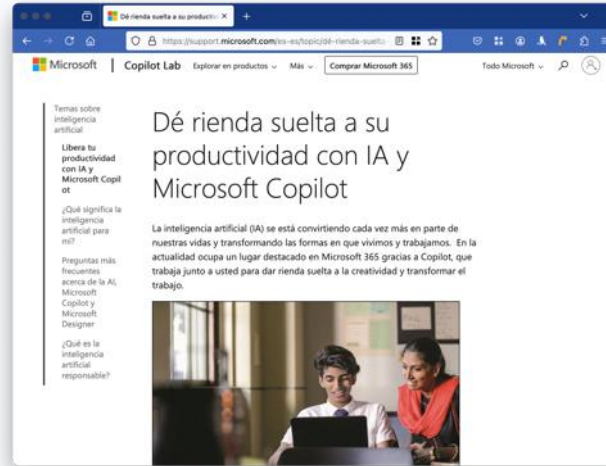 Dé rienda suelta a su producti
https://support.microsoft.com/es-es/topic/dé-rienda-suelta
Microsoft
Copilot Lab
Explorar en productos
Más
Comprar Microsoft 365
Todo Microsoft
Temas sobre
inteligencia
artificial
Libera tu
productividad
con IA y
Microsoft Copil
ot
¿Qué significa la
inteligencia
artificial para
mí?
Preguntas más
frecuentes
acerca de la AI,
Microsoft
Copilot y
Microsoft
Designer
¿Qué es la
inteligencia
artificial
responsable?
Dé rienda suelta a su
productividad con IA y
Microsoft Copilot
La inteligencia artificial (IA) se está convirtiendo cada vez más en parte de
nuestras vidas y transformando las formas en que vivimos y trabajamos. En la
actualidad ocupa un lugar destacado en Microsoft 365 gracias a Copilot, que
trabaja junto a usted para dar rienda suelta a la creatividad y transformar el
trabajo.